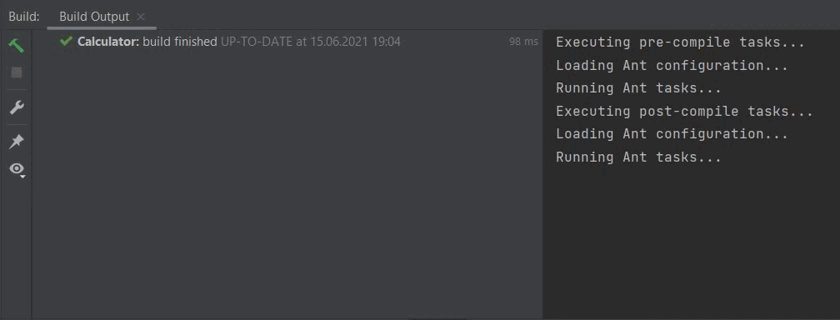 Build: Build Output ×
Calculator: build finished UP-TO-DATE at 15.06.2021 19:04 98 ms
Executing pre-compile tasks...
Loading Ant configuration...
Running Ant tasks...
Executing post-compile tasks...
Loading Ant configuration...
Running Ant tasks...